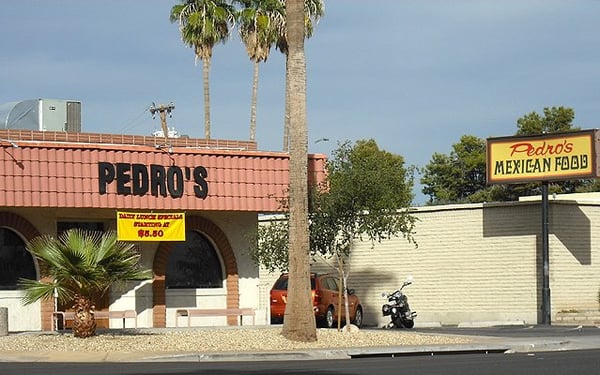 PEDRO'S
DAILY LUNCH SPECIALS
STARTING AT
$5.50
Pedro's
MEXICAN FOOD